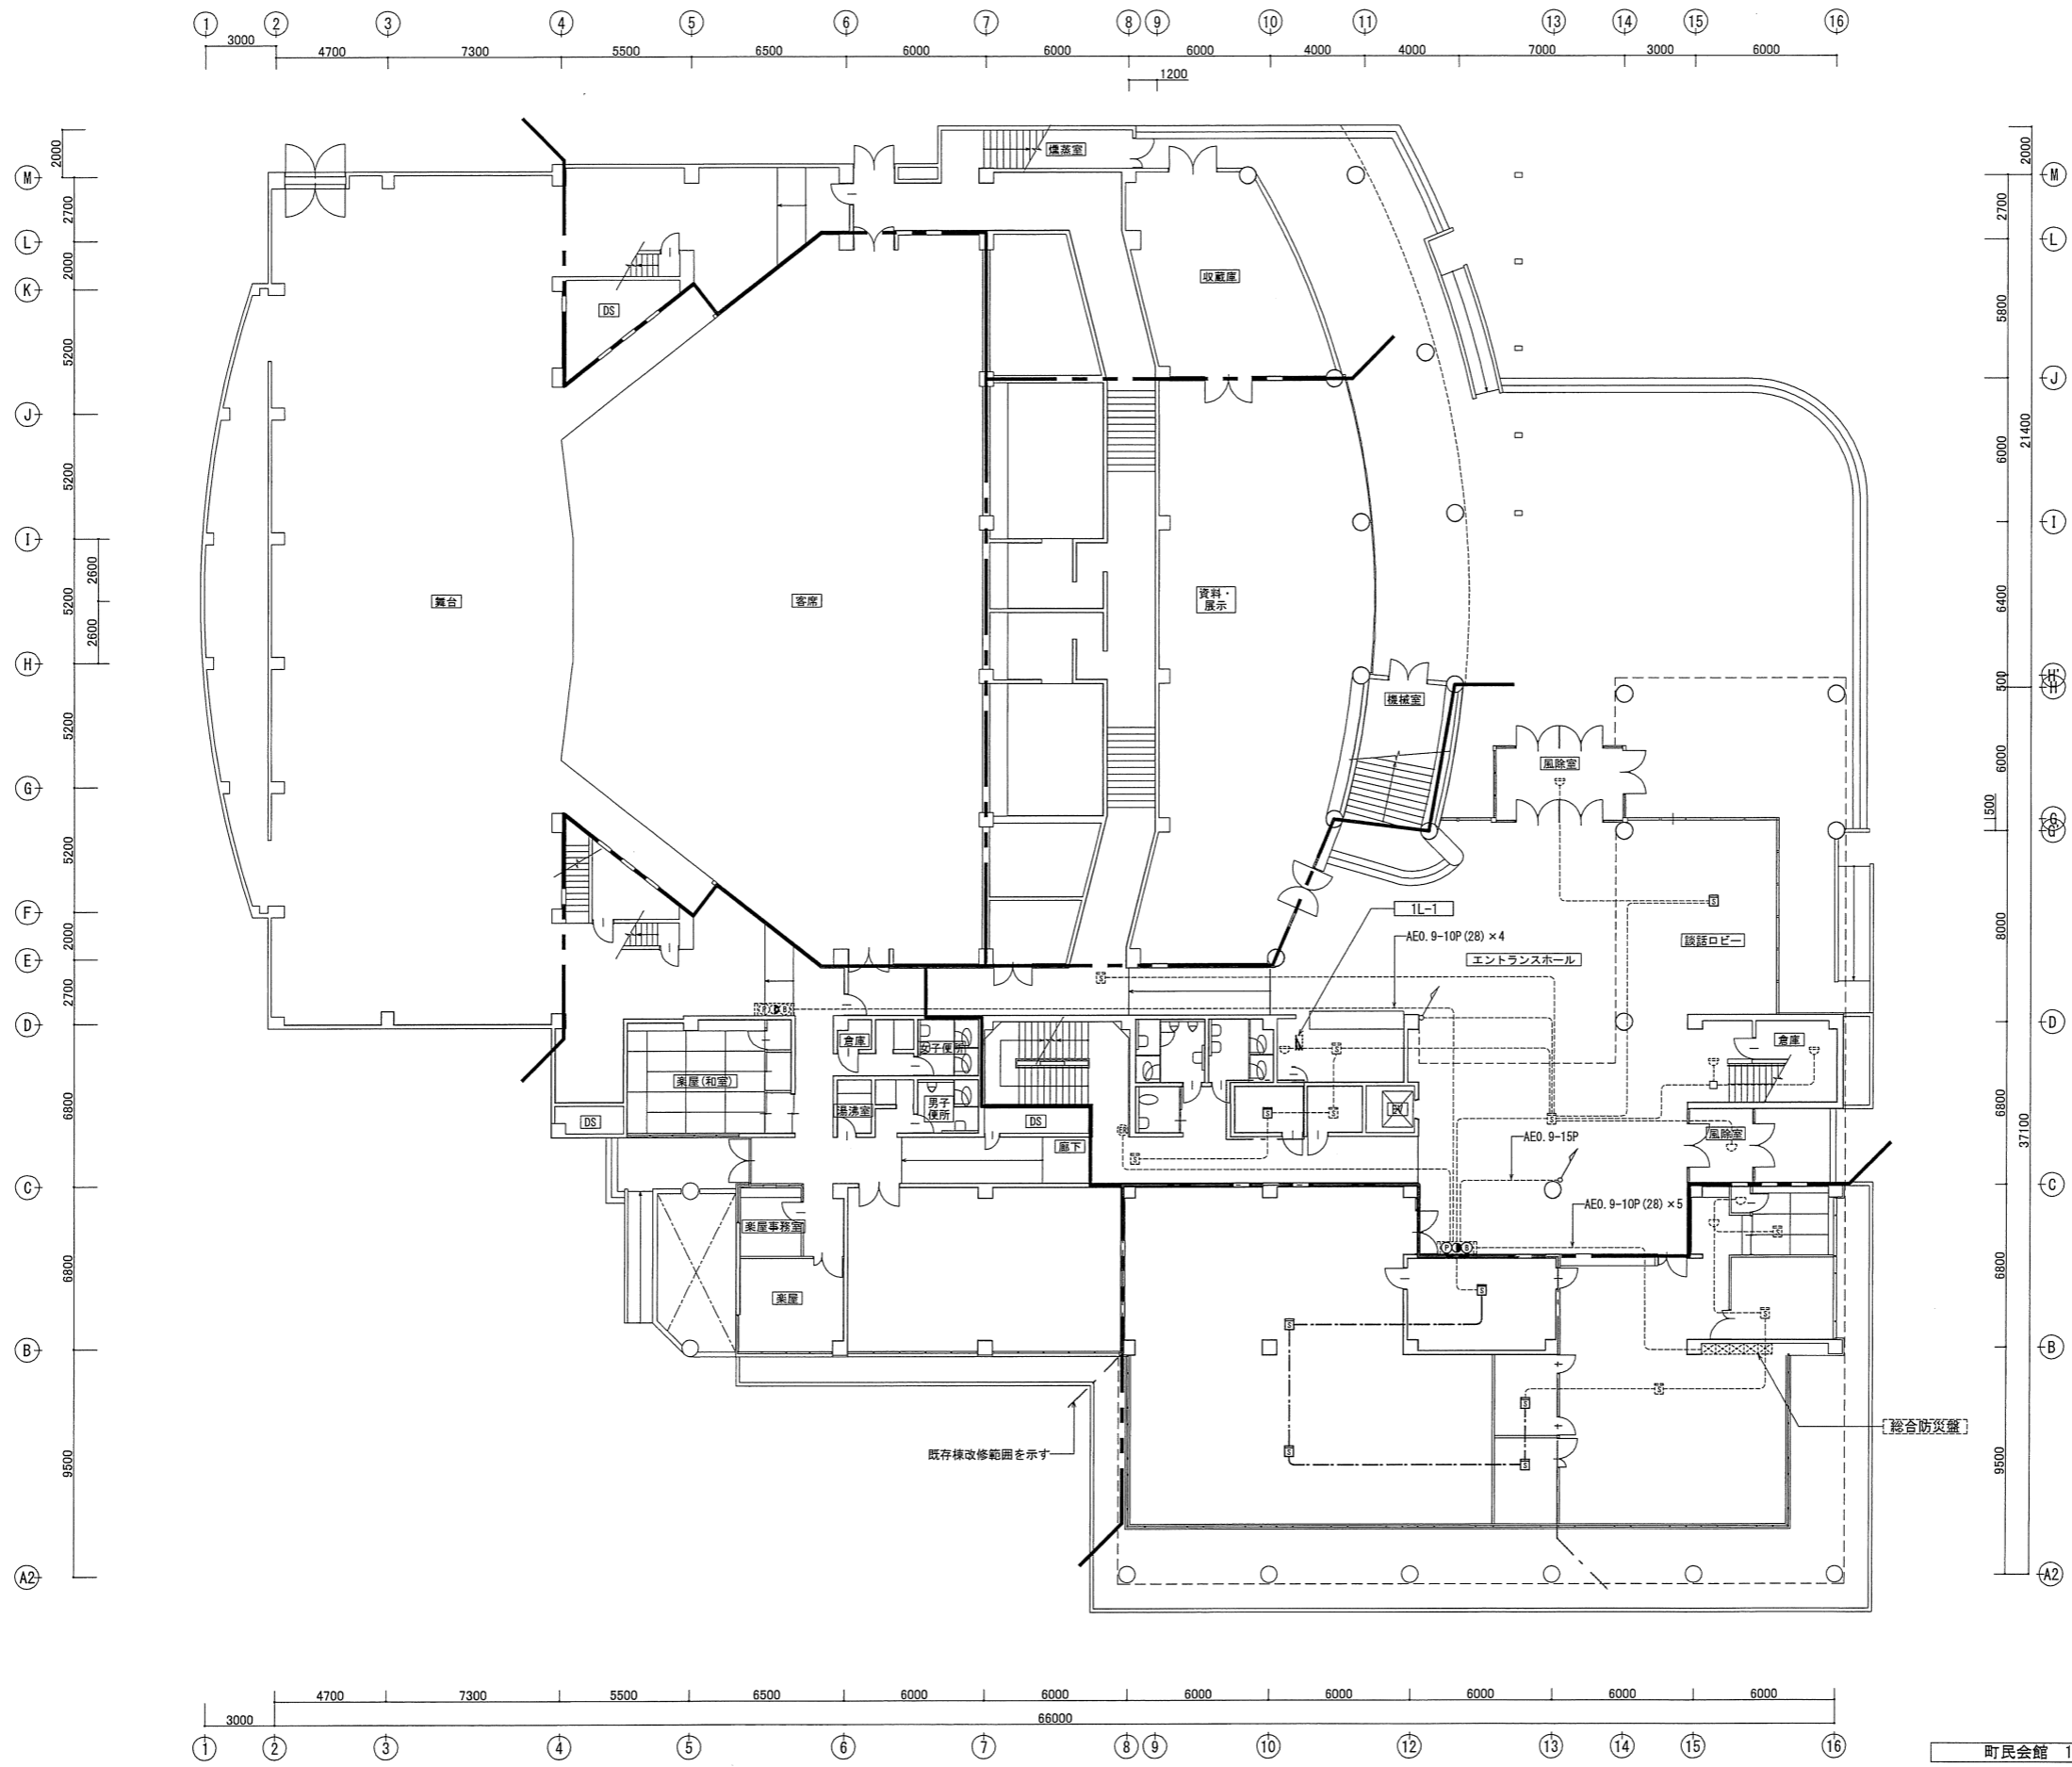 1 2 3 4 5 6 7 8 9 10 11 13 14 15 16
3000 4700 7300 5500 6500 6000 6000 6000 4000 4000 7000 3000 6000
1200
2000
M
2700
L
2000
K
5200
J
5200
I
2600
5200
2600
H
5200
G
5200
F
2000
E
2700
D
6800
C
6800
B
9500
A2
燻蒸室
収蔵庫
DS
舞台
客席
資料・
展示
機械室
風除室
1L-1
AE0.9-10P(28)×4
談話ロビー
エントランスホール
P B
倉庫
女子便所
倉庫
楽屋(和室)
湯沸室
男子
便所
DS
DS
EV
廊下
風除室
AE0.9-15P
AE0.9-10P(28)×5
楽屋事務室
楽屋
P B
S
総合防災盤
既存棟改修範囲を示す
2000
M
2700
L
5800
J
21400
6000
I
6400
H'
500
H
6000
1500
G
G'
8000
D
6800
37100
C
6800
B
9500
A2
4700 7300 5500 6500 6000 6000 6000 6000 6000 6000 6000
3000 66000
1 2 3 4 5 6 7 8 9 10 12 13 14 15 16
町民会館 1